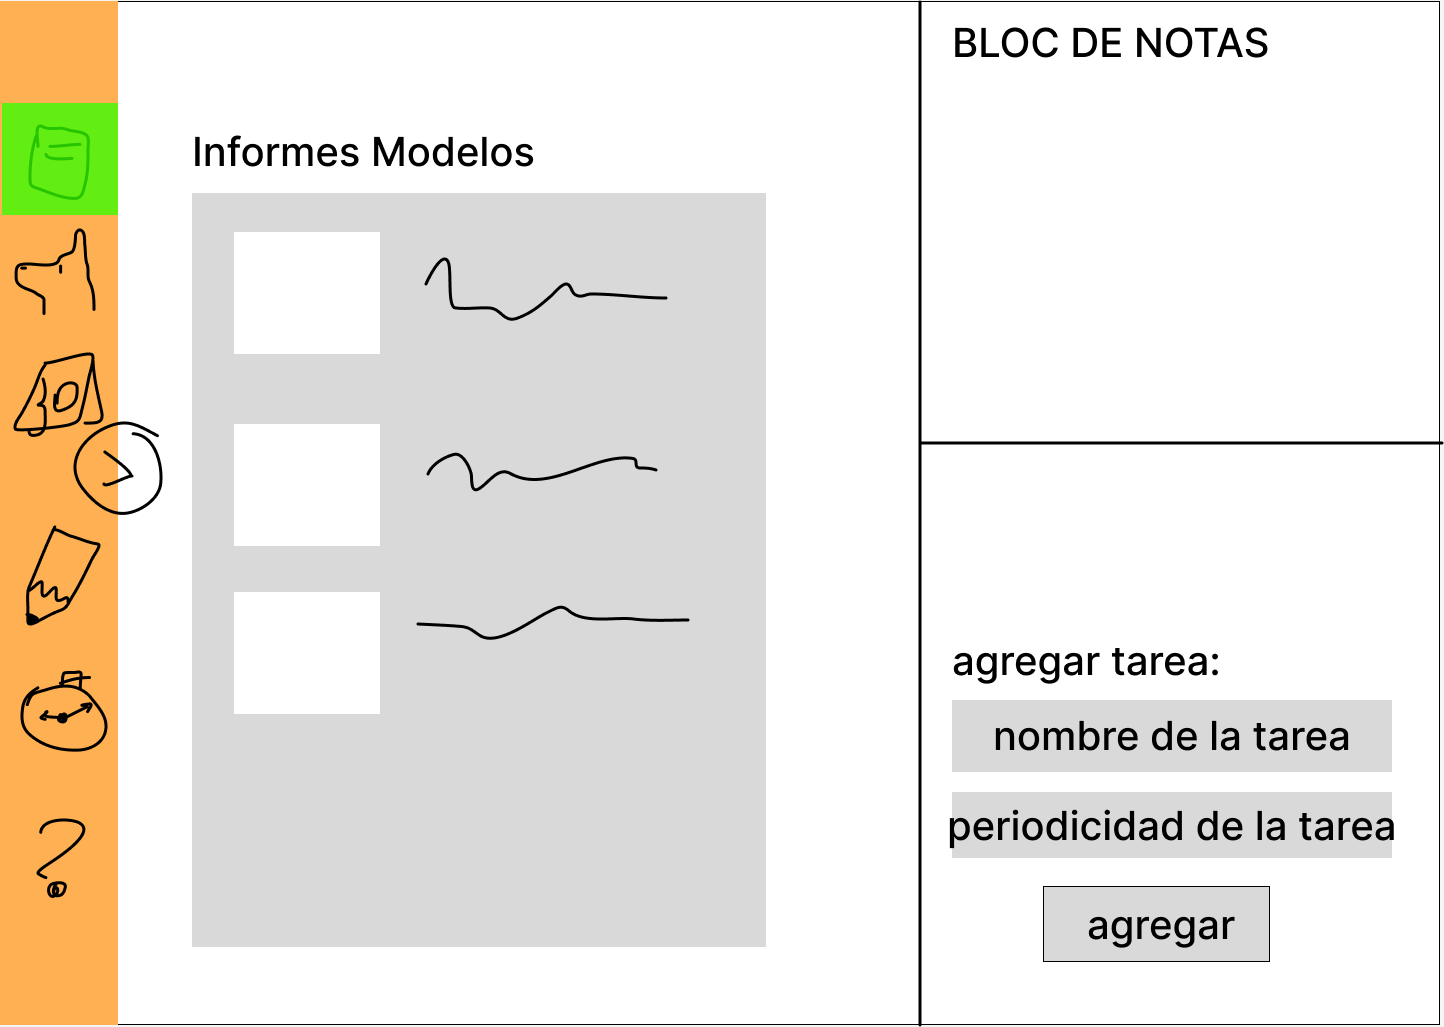 Informes Modelos
BLOC DE NOTAS
agregar tarea:
nombre de la tarea
periodicidad de la tarea
agregar
>
?